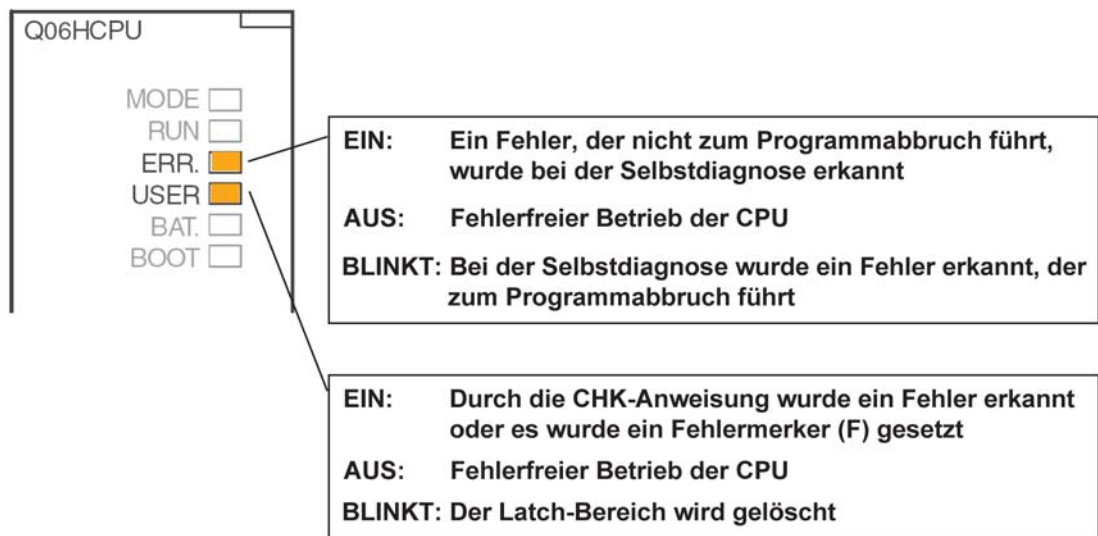 Q06HCPU
MODE
RUN
ERR.
USER
BAT.
BOOT
EIN: Ein Fehler, der nicht zum Programmabbruch führt,
wurde bei der Selbstdiagnose erkannt
AUS: Fehlerfreier Betrieb der CPU
BLINKT: Bei der Selbstdiagnose wurde ein Fehler erkannt, der
zum Programmabbruch führt
EIN: Durch die CHK-Anweisung wurde ein Fehler erkannt
oder es wurde ein Fehlermerker (F) gesetzt
AUS: Fehlerfreier Betrieb der CPU
BLINKT: Der Latch-Bereich wird gelöscht